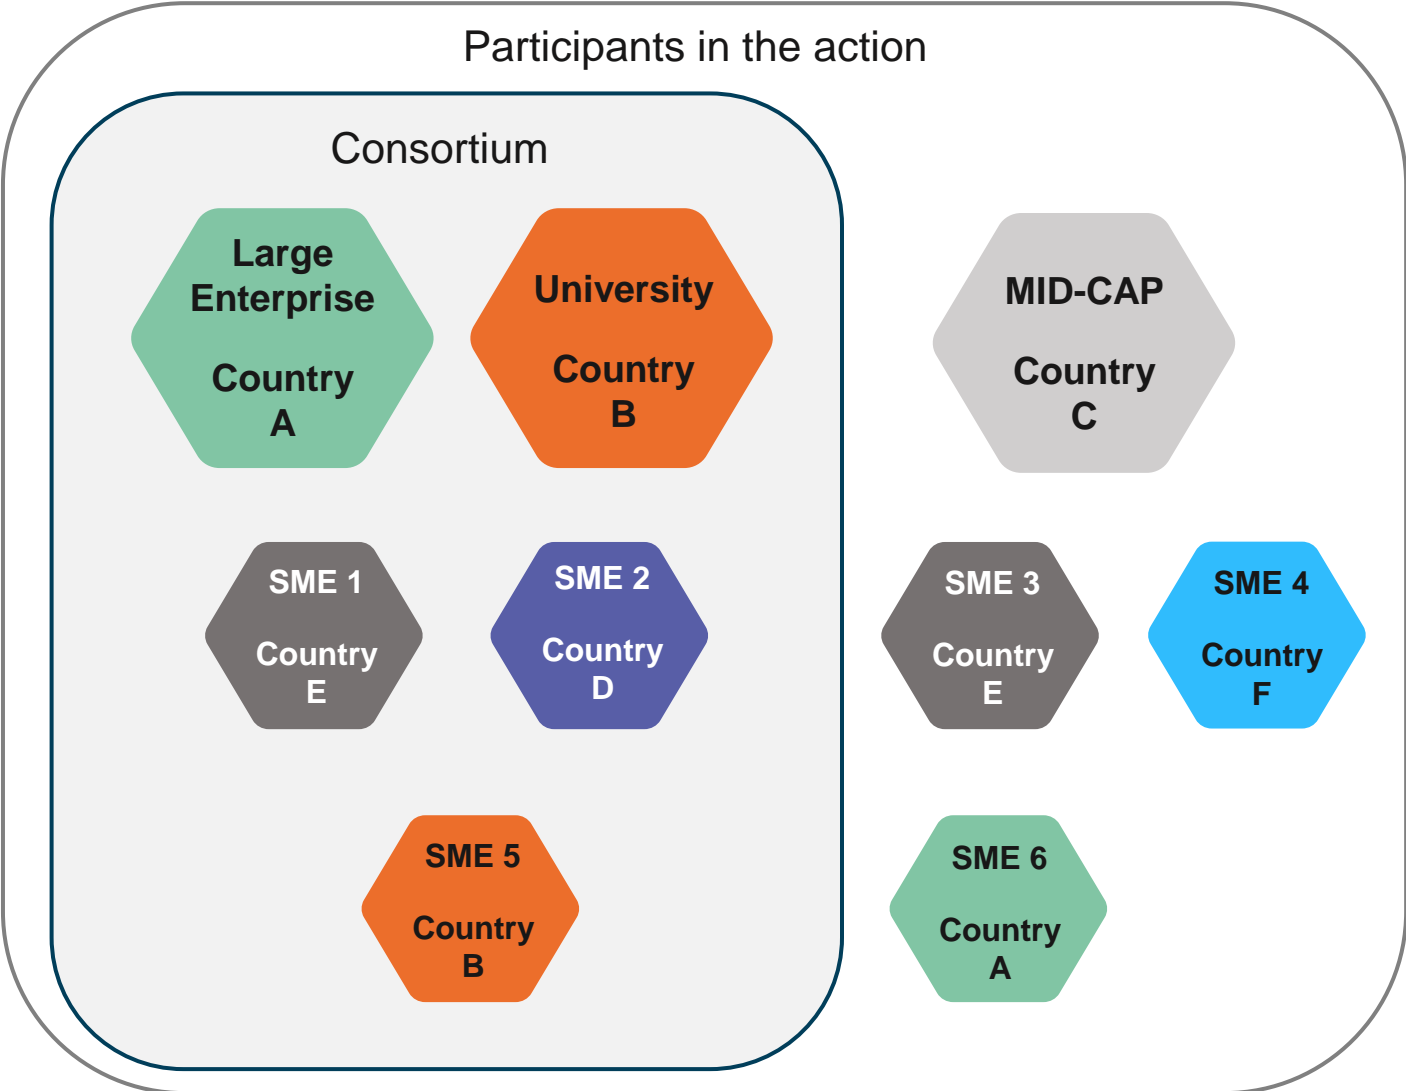 Participants in the action
Consortium
Large
Enterprise
Country
A
University
Country
B
MID-CAP
Country
C
SME 1
Country
E
SME 2
Country
D
SME 3
Country
E
SME 4
Country
F
SME 5
Country
B
SME 6
Country
A